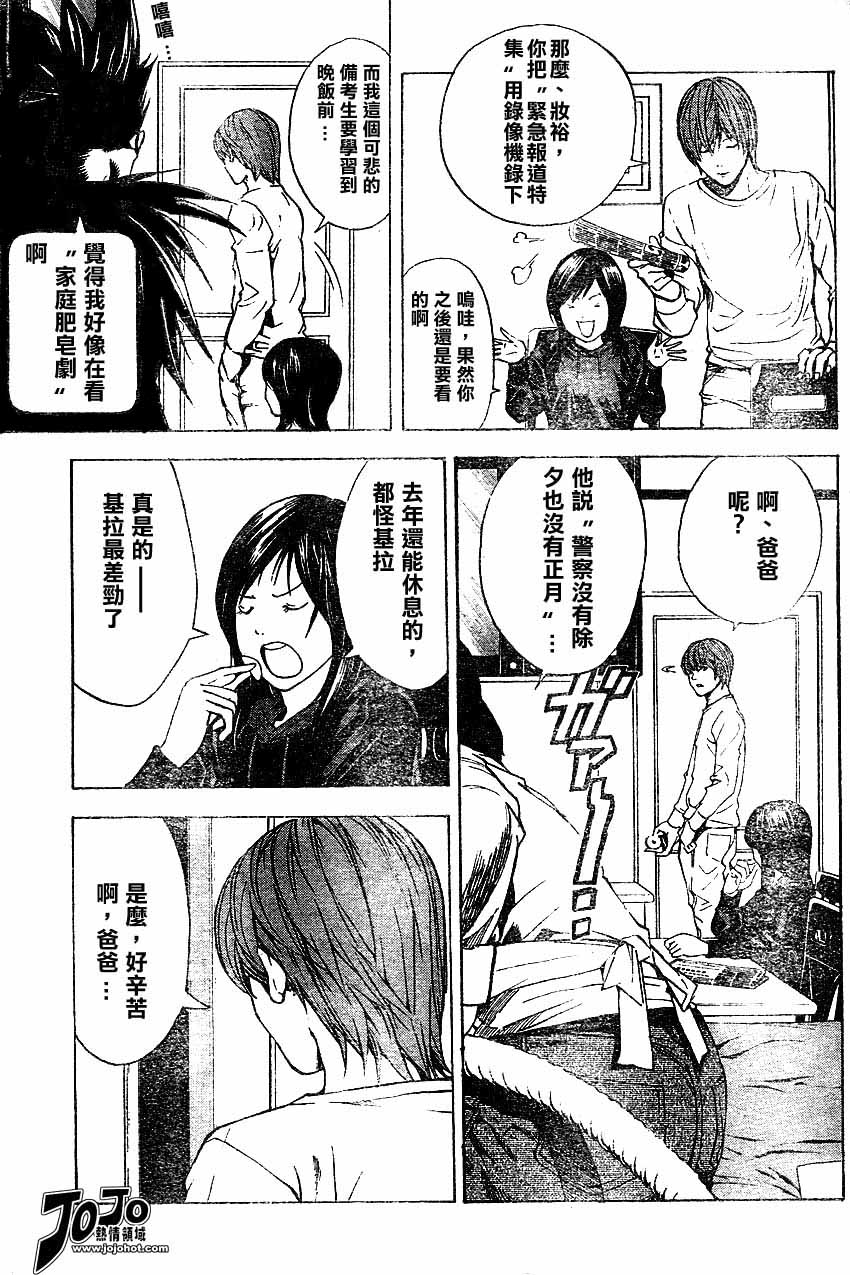 那麼、妝裕，
你把〝緊急報道特
集〝用錄像機錄下
嗚哇，果然你
之後還是要看
的啊
而我這個可悲的
備考生要學習到
晚飯前…
嘻嘻…
覺得我好像在看
〝家庭肥皂劇〝
啊
啊、爸爸
呢？
他説〝警察沒有除
夕也沒有正月〝…
ガァーー…
去年還能休息的，
都怪基拉
真是的——
基拉最差勁了
是麼，好辛苦
啊，爸爸…
JOJO
熱情領域
www.jojohot.com